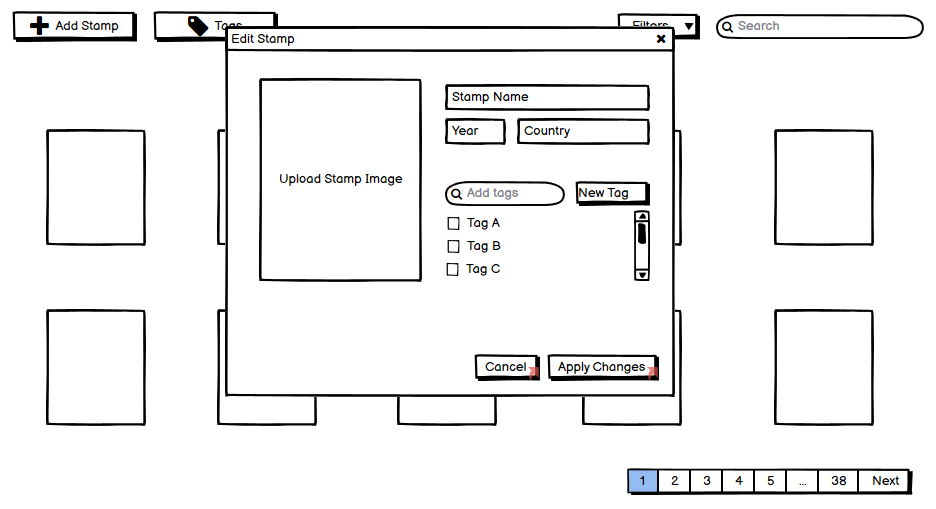 Add Stamp
Tags
Filters
Search
Edit Stamp
Stamp Name
Year
Country
Upload Stamp Image
Add tags
New Tag
Tag A
Tag B
Tag C
Cancel
Apply Changes
1 2 3 4 5 ... 38 Next